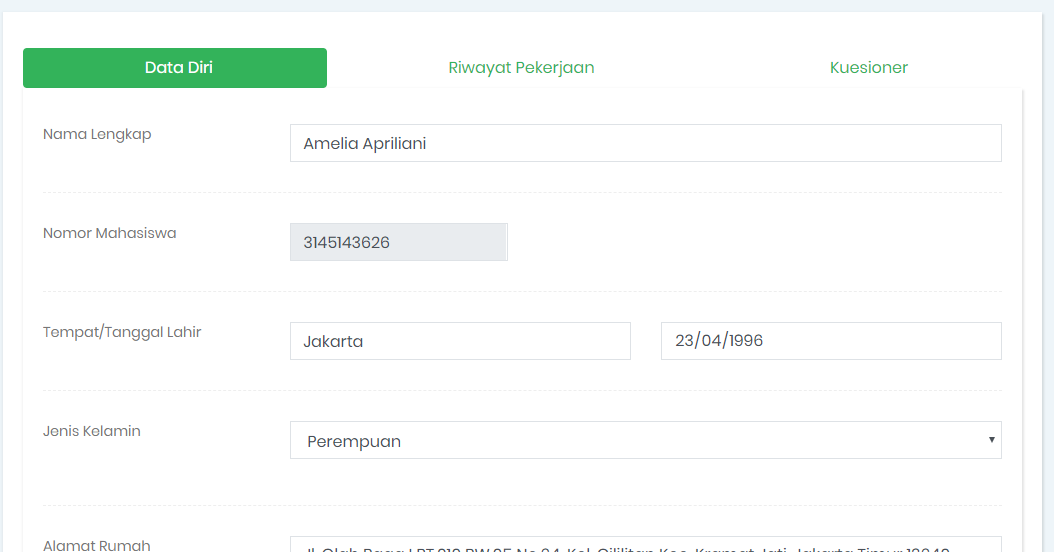 Data Diri Riwayat Pekerjaan Kuesioner
Nama Lengkap Amelia Apriliani
Nomor Mahasiswa 3145143626
Tempat/Tanggal Lahir Jakarta 23/04/1996
Jenis Kelamin Perempuan
Alamat Rumah